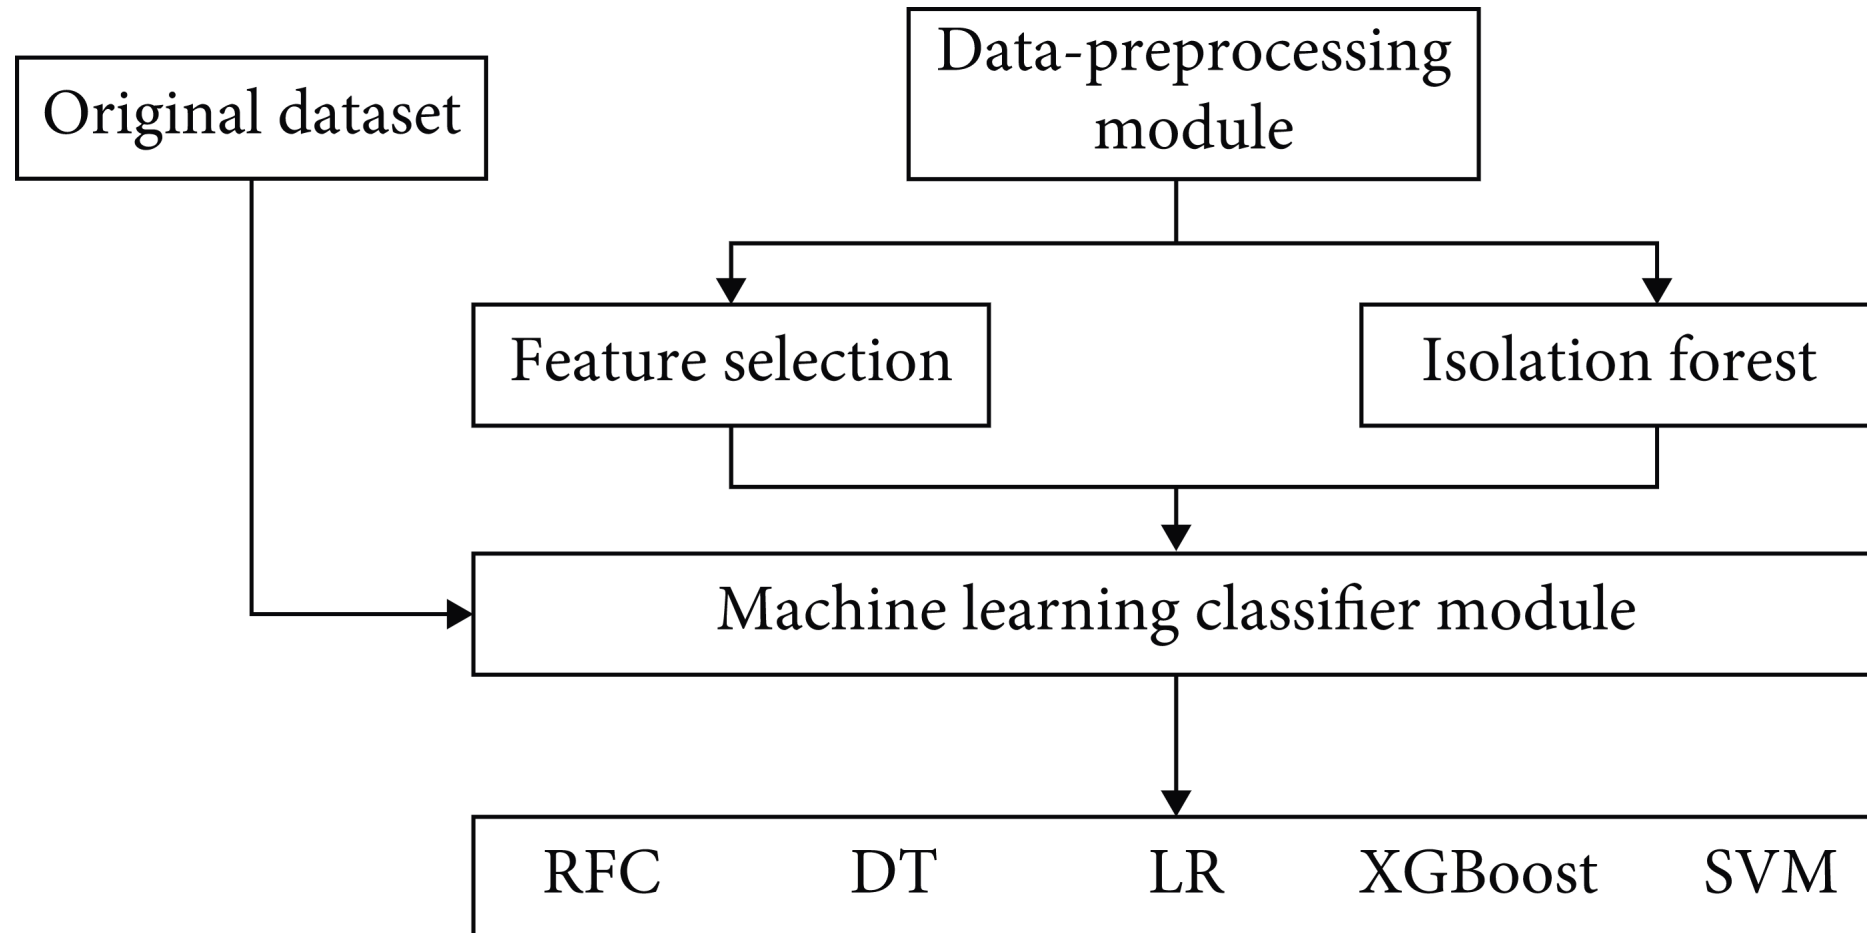 Original dataset
Data-preprocessing
module
Feature selection
Isolation forest
Machine learning classifier module
RFC DT LR XGBoost SVM